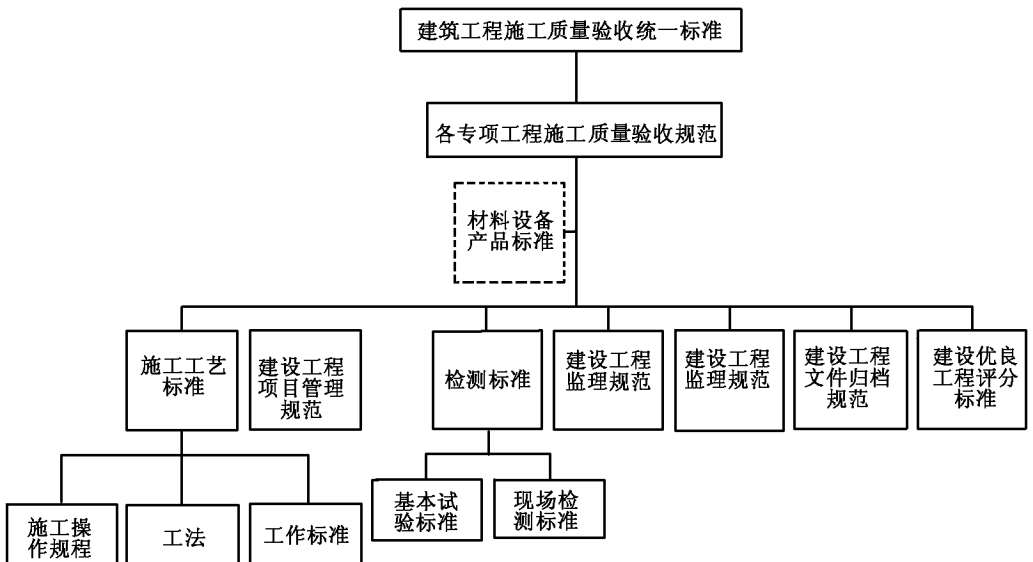 建筑工程施工质量验收统一标准
各专项工程施工质量验收规范
材料设备
产品标准
施工工艺
标准
建设工程
项目管理
规范
检测标准
建设工程
监理规范
建设工程
监理规范
建设工程
文件归档
规范
建设优良
工程评分
标准
施工操
作规程
工法
工作标准
基本试
验标准
现场检
测标准